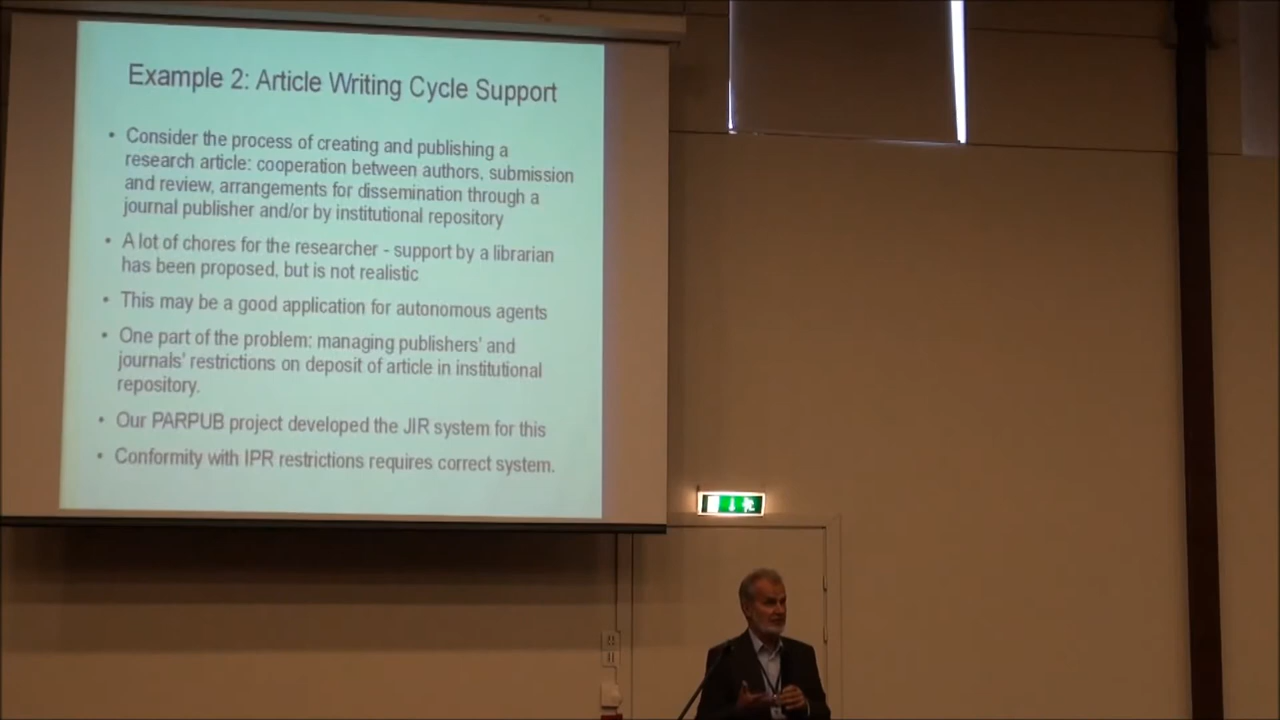 Example 2: Article Writing Cycle Support
• Consider the process of creating and publishing a
research article: cooperation between authors, submission
and review, arrangements for dissemination through a
journal publisher and/or by institutional repository
• A lot of chores for the researcher - support by a librarian
has been proposed, but is not realistic
• This may be a good application for autonomous agents
• One part of the problem: managing publishers' and
journals' restrictions on deposit of article in institutional
repository.
• Our PARPUB project developed the JIR system for this
• Conformity with IPR restrictions requires correct system.